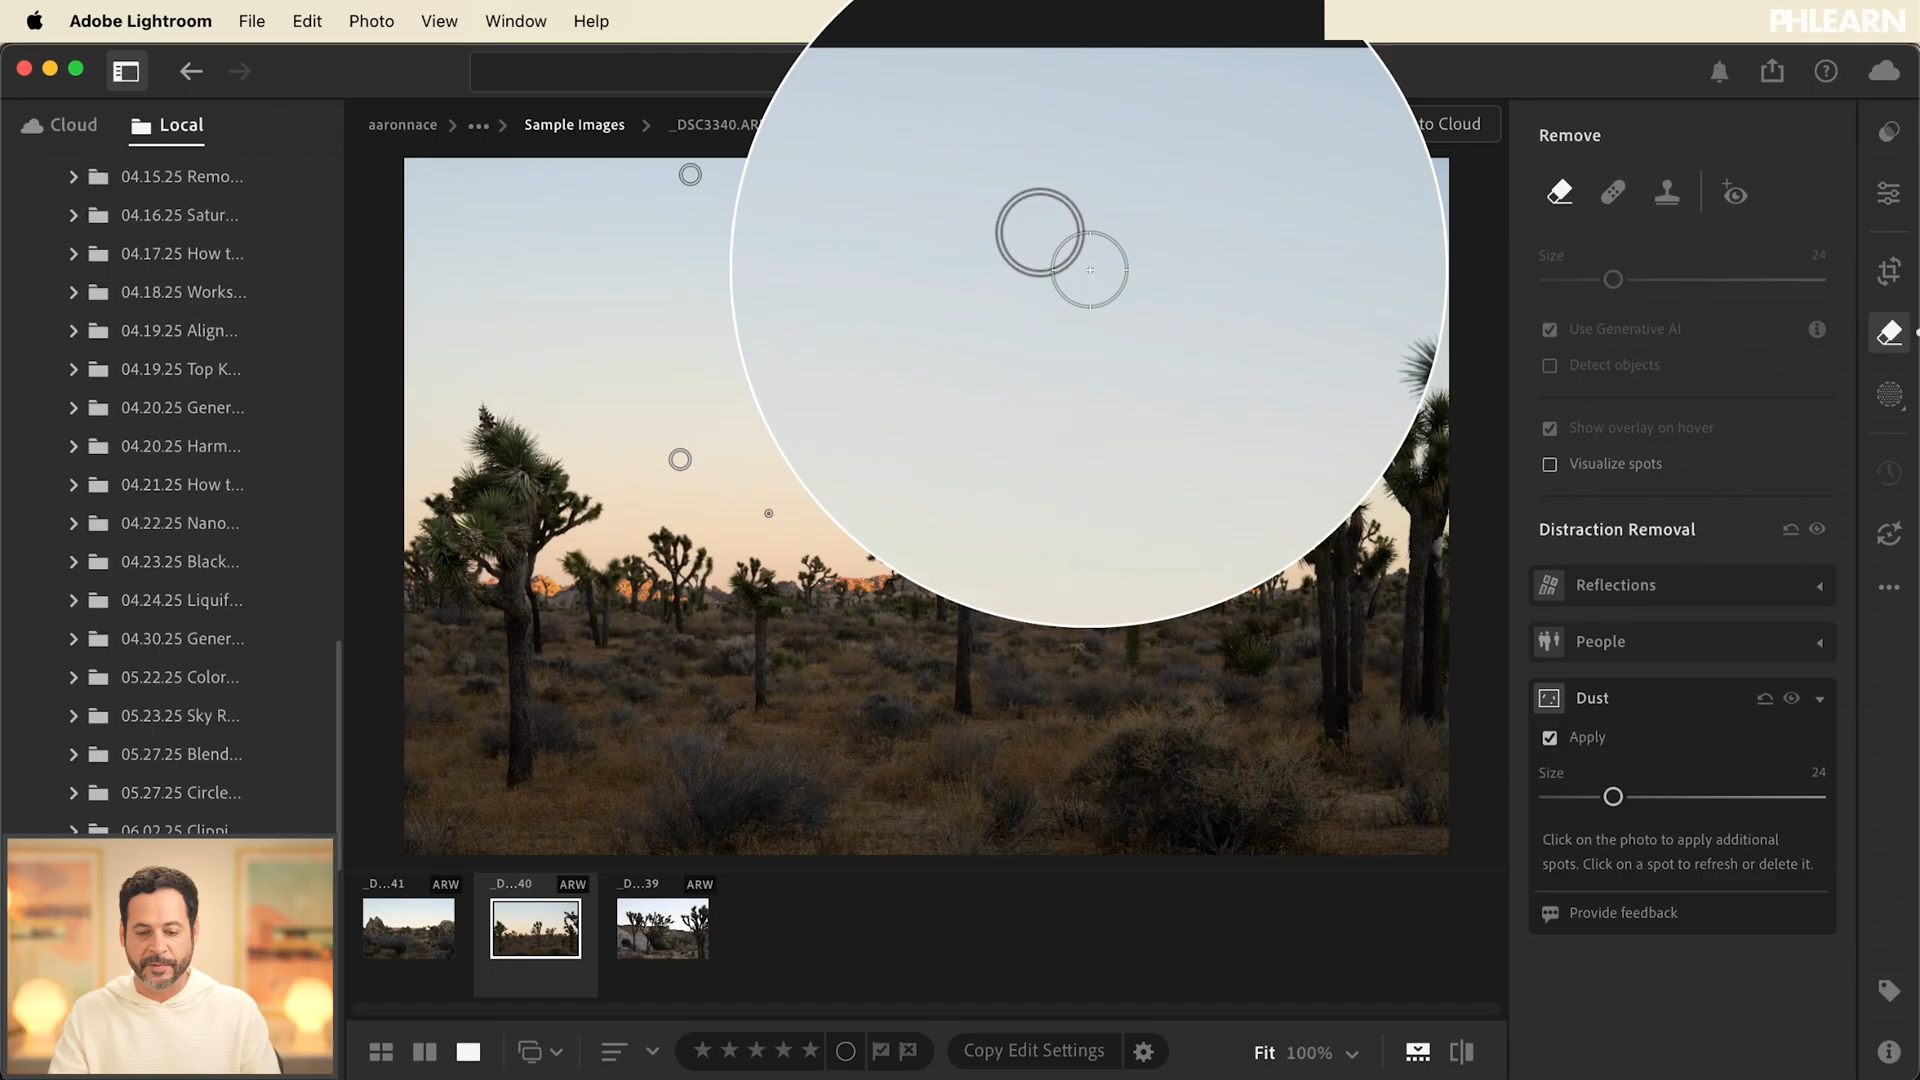 Adobe Lightroom File Edit Photo View Window Help
PHLEARN
Cloud Local
aaronnace ••• Sample Images _DSC3340.AR
to Cloud
04.15.25 Remo...
04.16.25 Satur...
04.17.25 How t...
04.18.25 Works...
04.19.25 Align...
04.19.25 Top K...
04.20.25 Gener...
04.20.25 Harm...
04.21.25 How t...
04.22.25 Nano...
04.23.25 Black...
04.24.25 Liquif...
04.30.25 Gener...
05.22.25 Color...
05.23.25 Sky R...
05.27.25 Blend...
05.27.25 Circle...
06.02.25 Clippi
Remove
Size 24
Use Generative AI
Detect objects
Show overlay on hover
Visualize spots
Distraction Removal
Reflections
People
Dust
Apply
Size 24
Click on the photo to apply additional
spots. Click on a spot to refresh or delete it.
Provide feedback
_D...41 ARW
_D...40 ARW
_D...39 ARW
Copy Edit Settings
Fit 100%